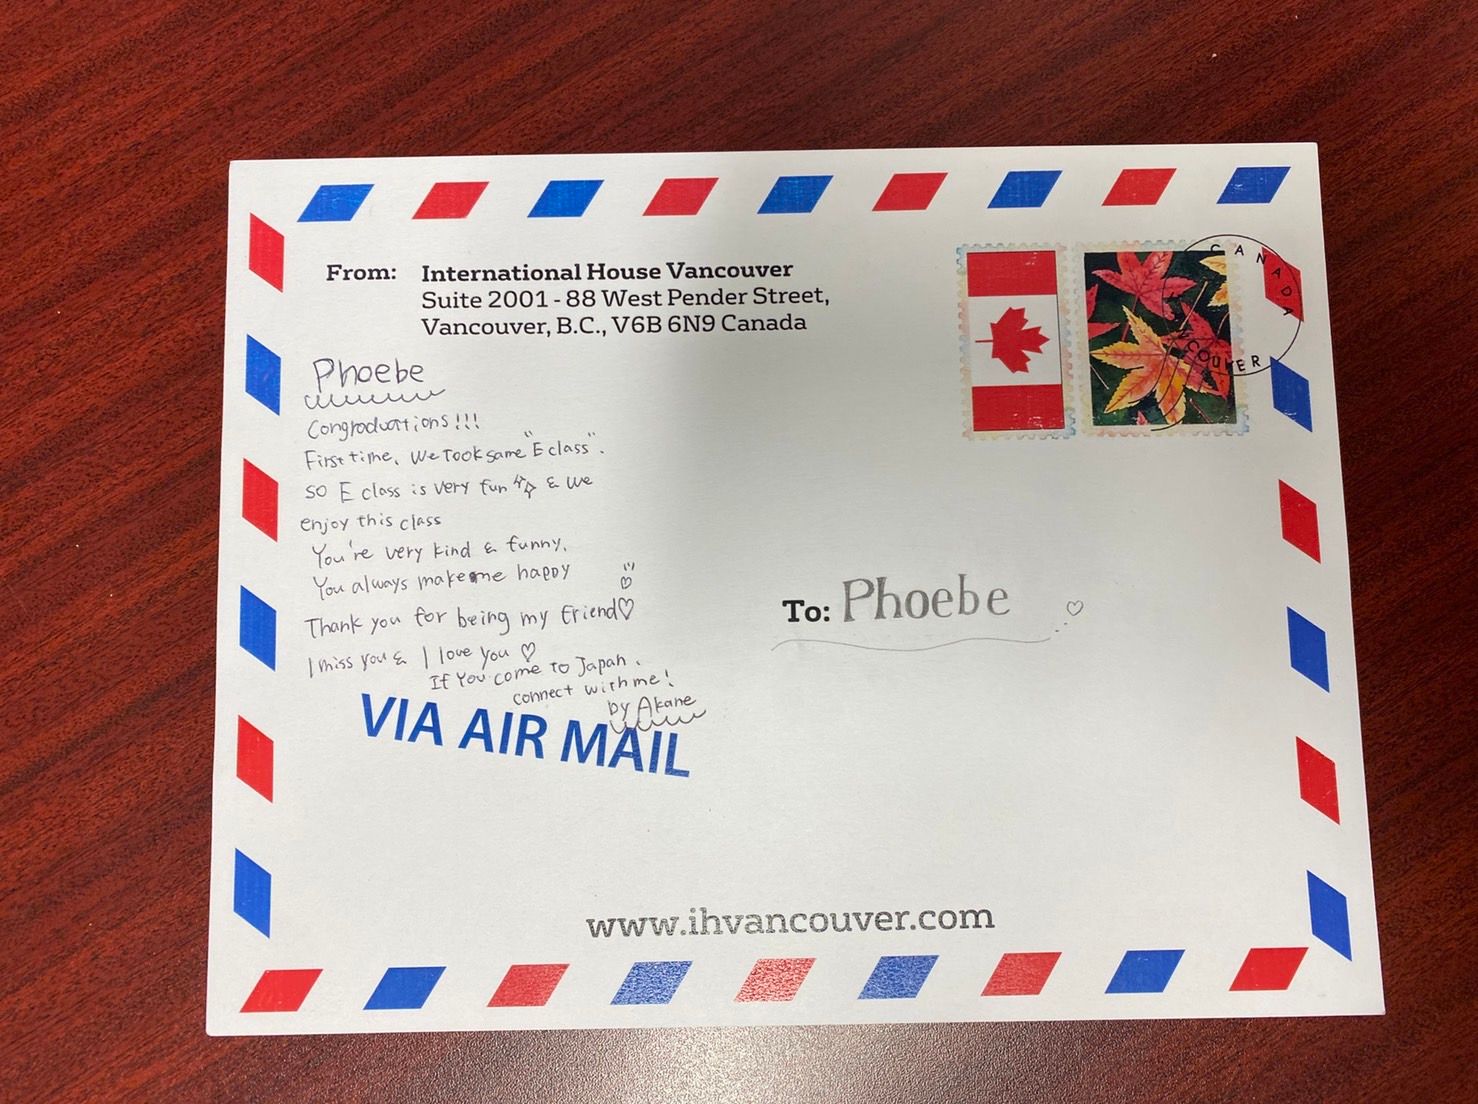 From: International House Vancouver
Suite 2001 - 88 West Pender Street,
Vancouver, B.C., V6B 6N9 Canada
CANADA
VANCOUVER
Phoebe
Congraduations!!!
First time, we took same "E class".
so E class is very fun & we
enjoy this class
You're very kind & funny.
You always make me happy
Thank you for being my friend♡
I miss you & I love you ♡
If you come to Japan,
connect with me!
by Akane
VIA AIR MAIL
To: Phoebe
www.ihvancouver.com